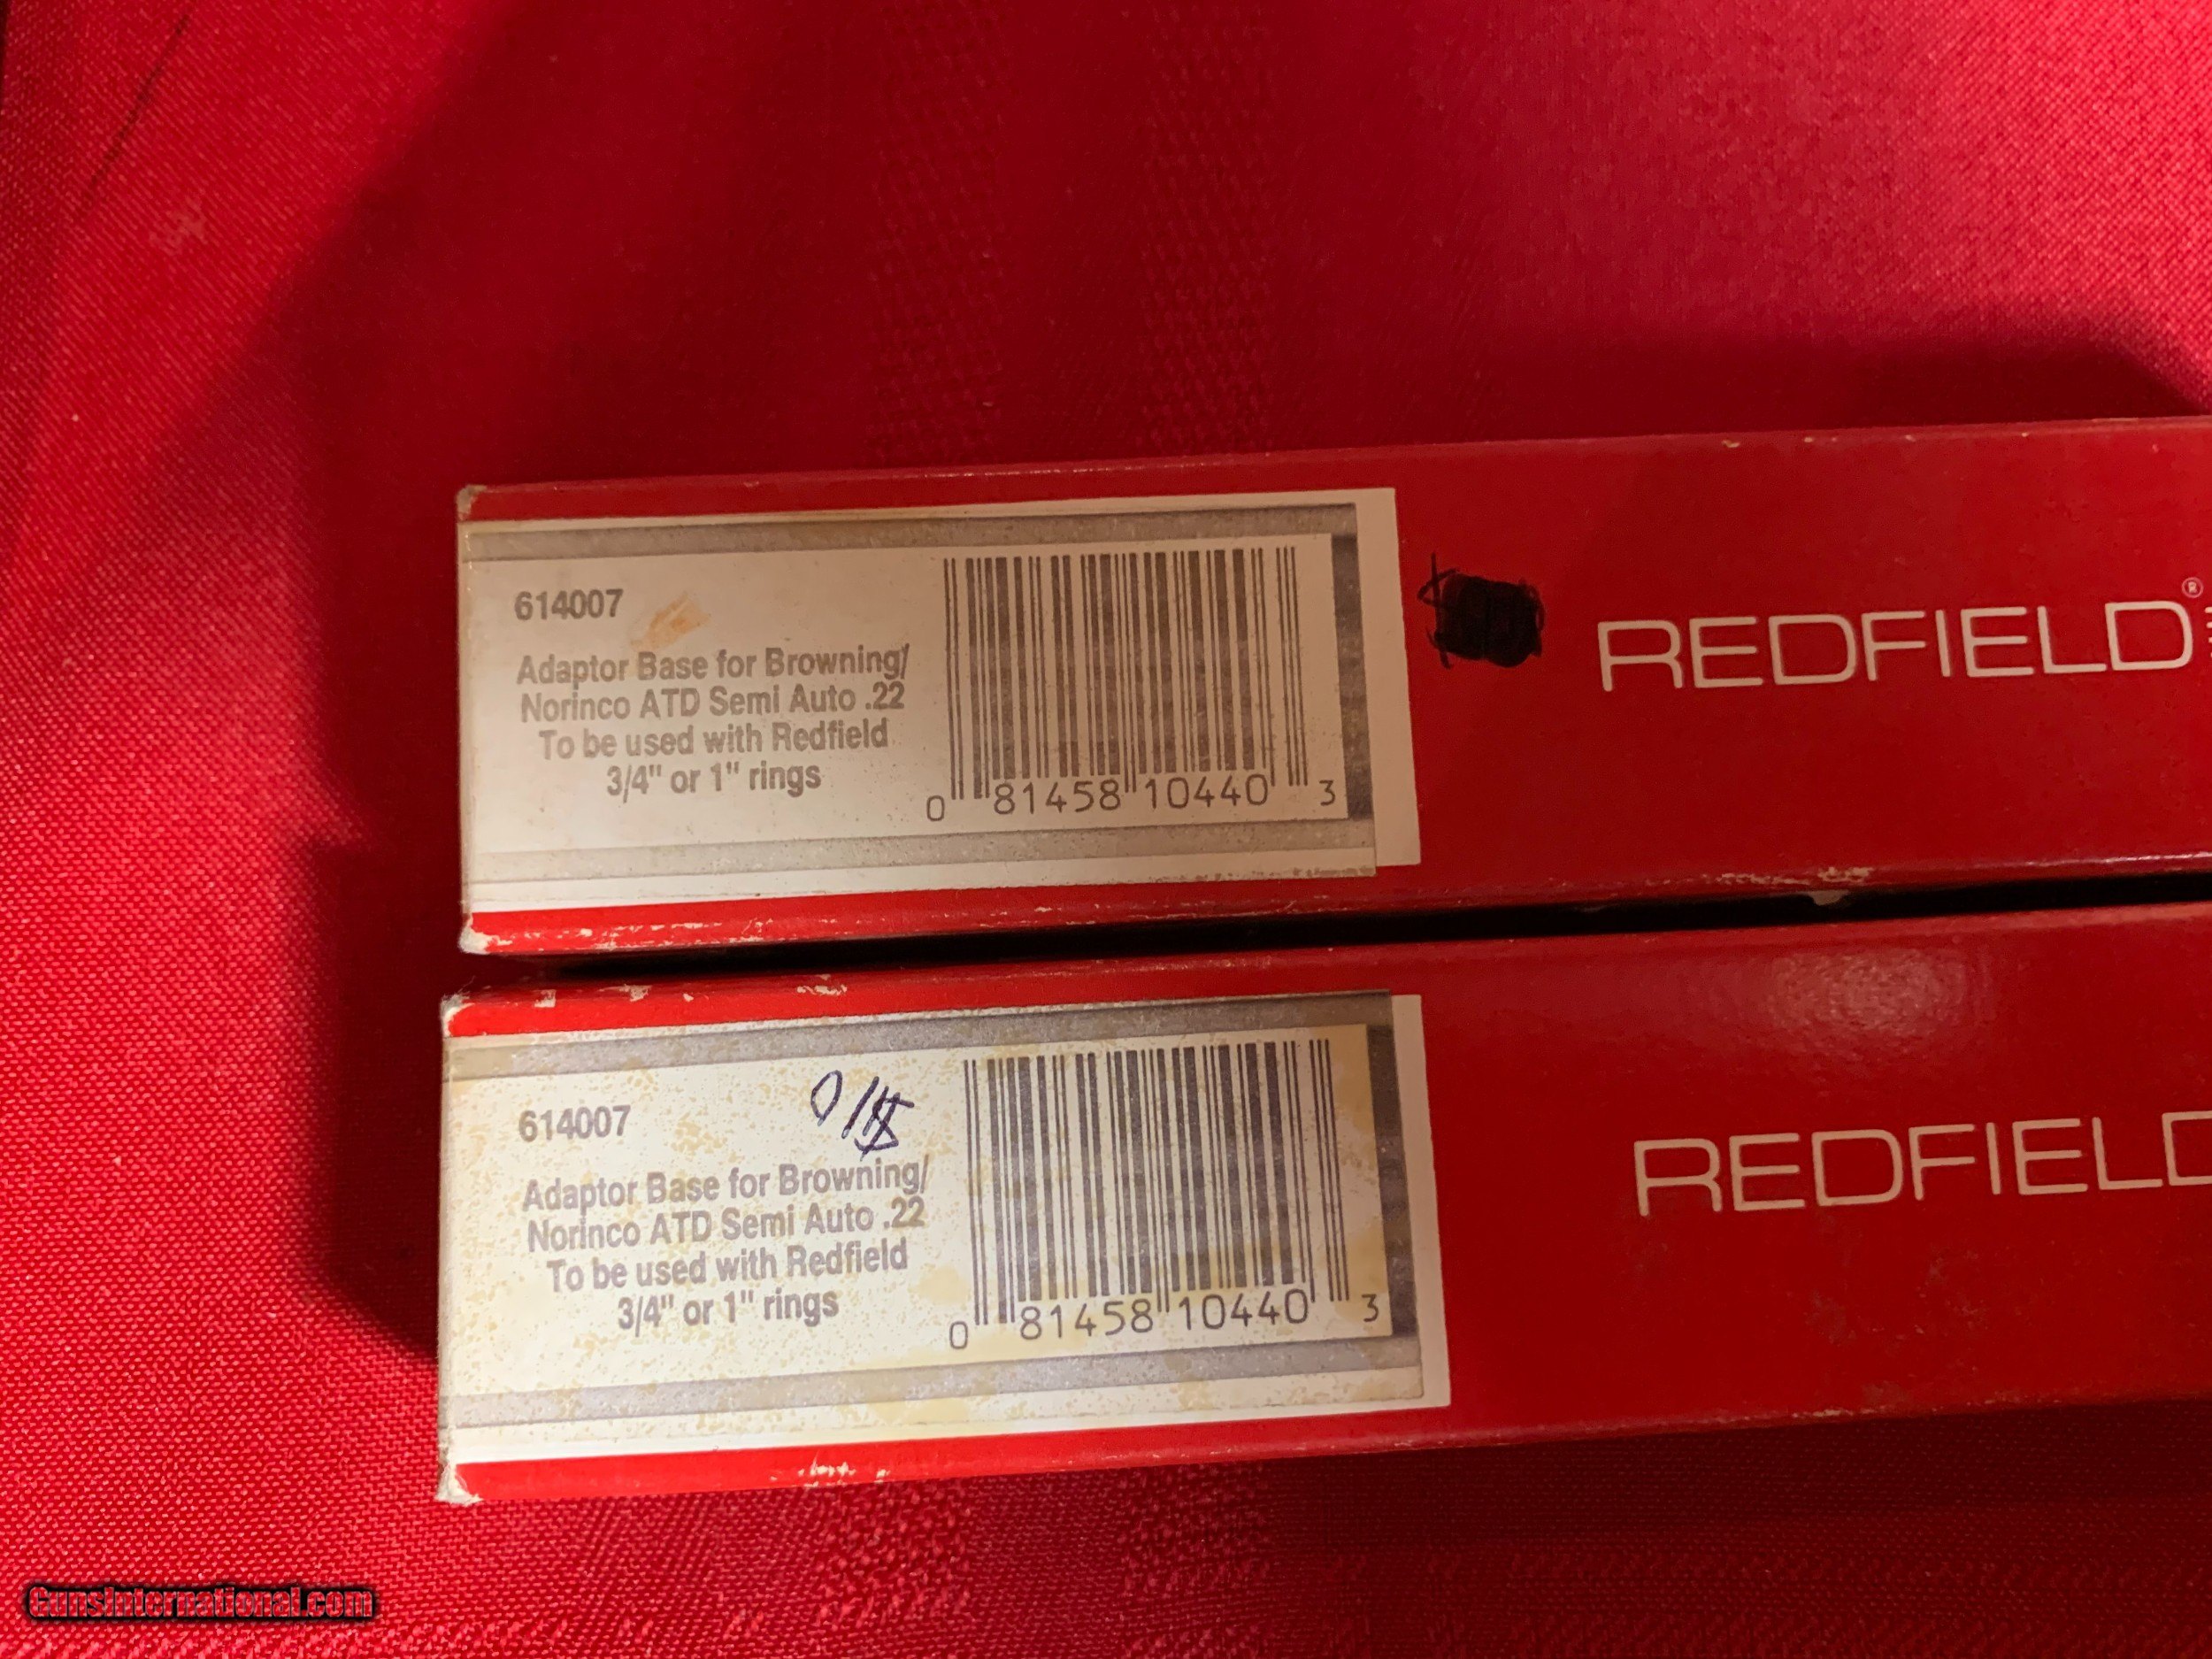 614007
Adaptor Base for Browning/
Norinco ATD Semi Auto .22
To be used with Redfield
3/4" or 1" rings
0 81458 10440 3
REDFIELD®
614007
Adaptor Base for Browning/
Norinco ATD Semi Auto .22
To be used with Redfield
3/4" or 1" rings
0 81458 10440 3
REDFIELD
GunsInternational.com